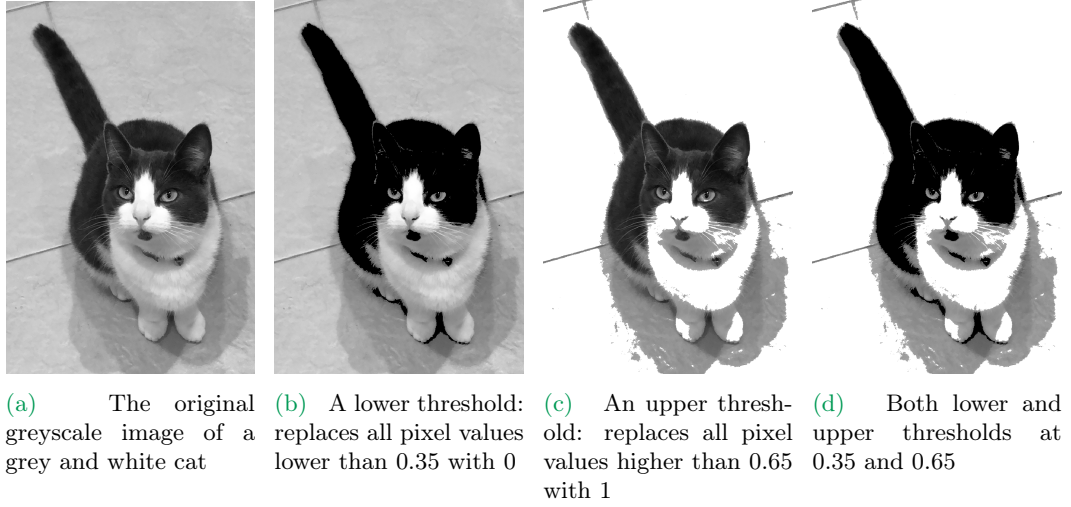 (a) The original
greyscale image of a
grey and white cat
(b) A lower threshold:
replaces all pixel values
lower than 0.35 with 0
(c) An upper thresh-
old: replaces all pixel
values higher than 0.65
with 1
(d) Both lower and
upper thresholds at
0.35 and 0.65